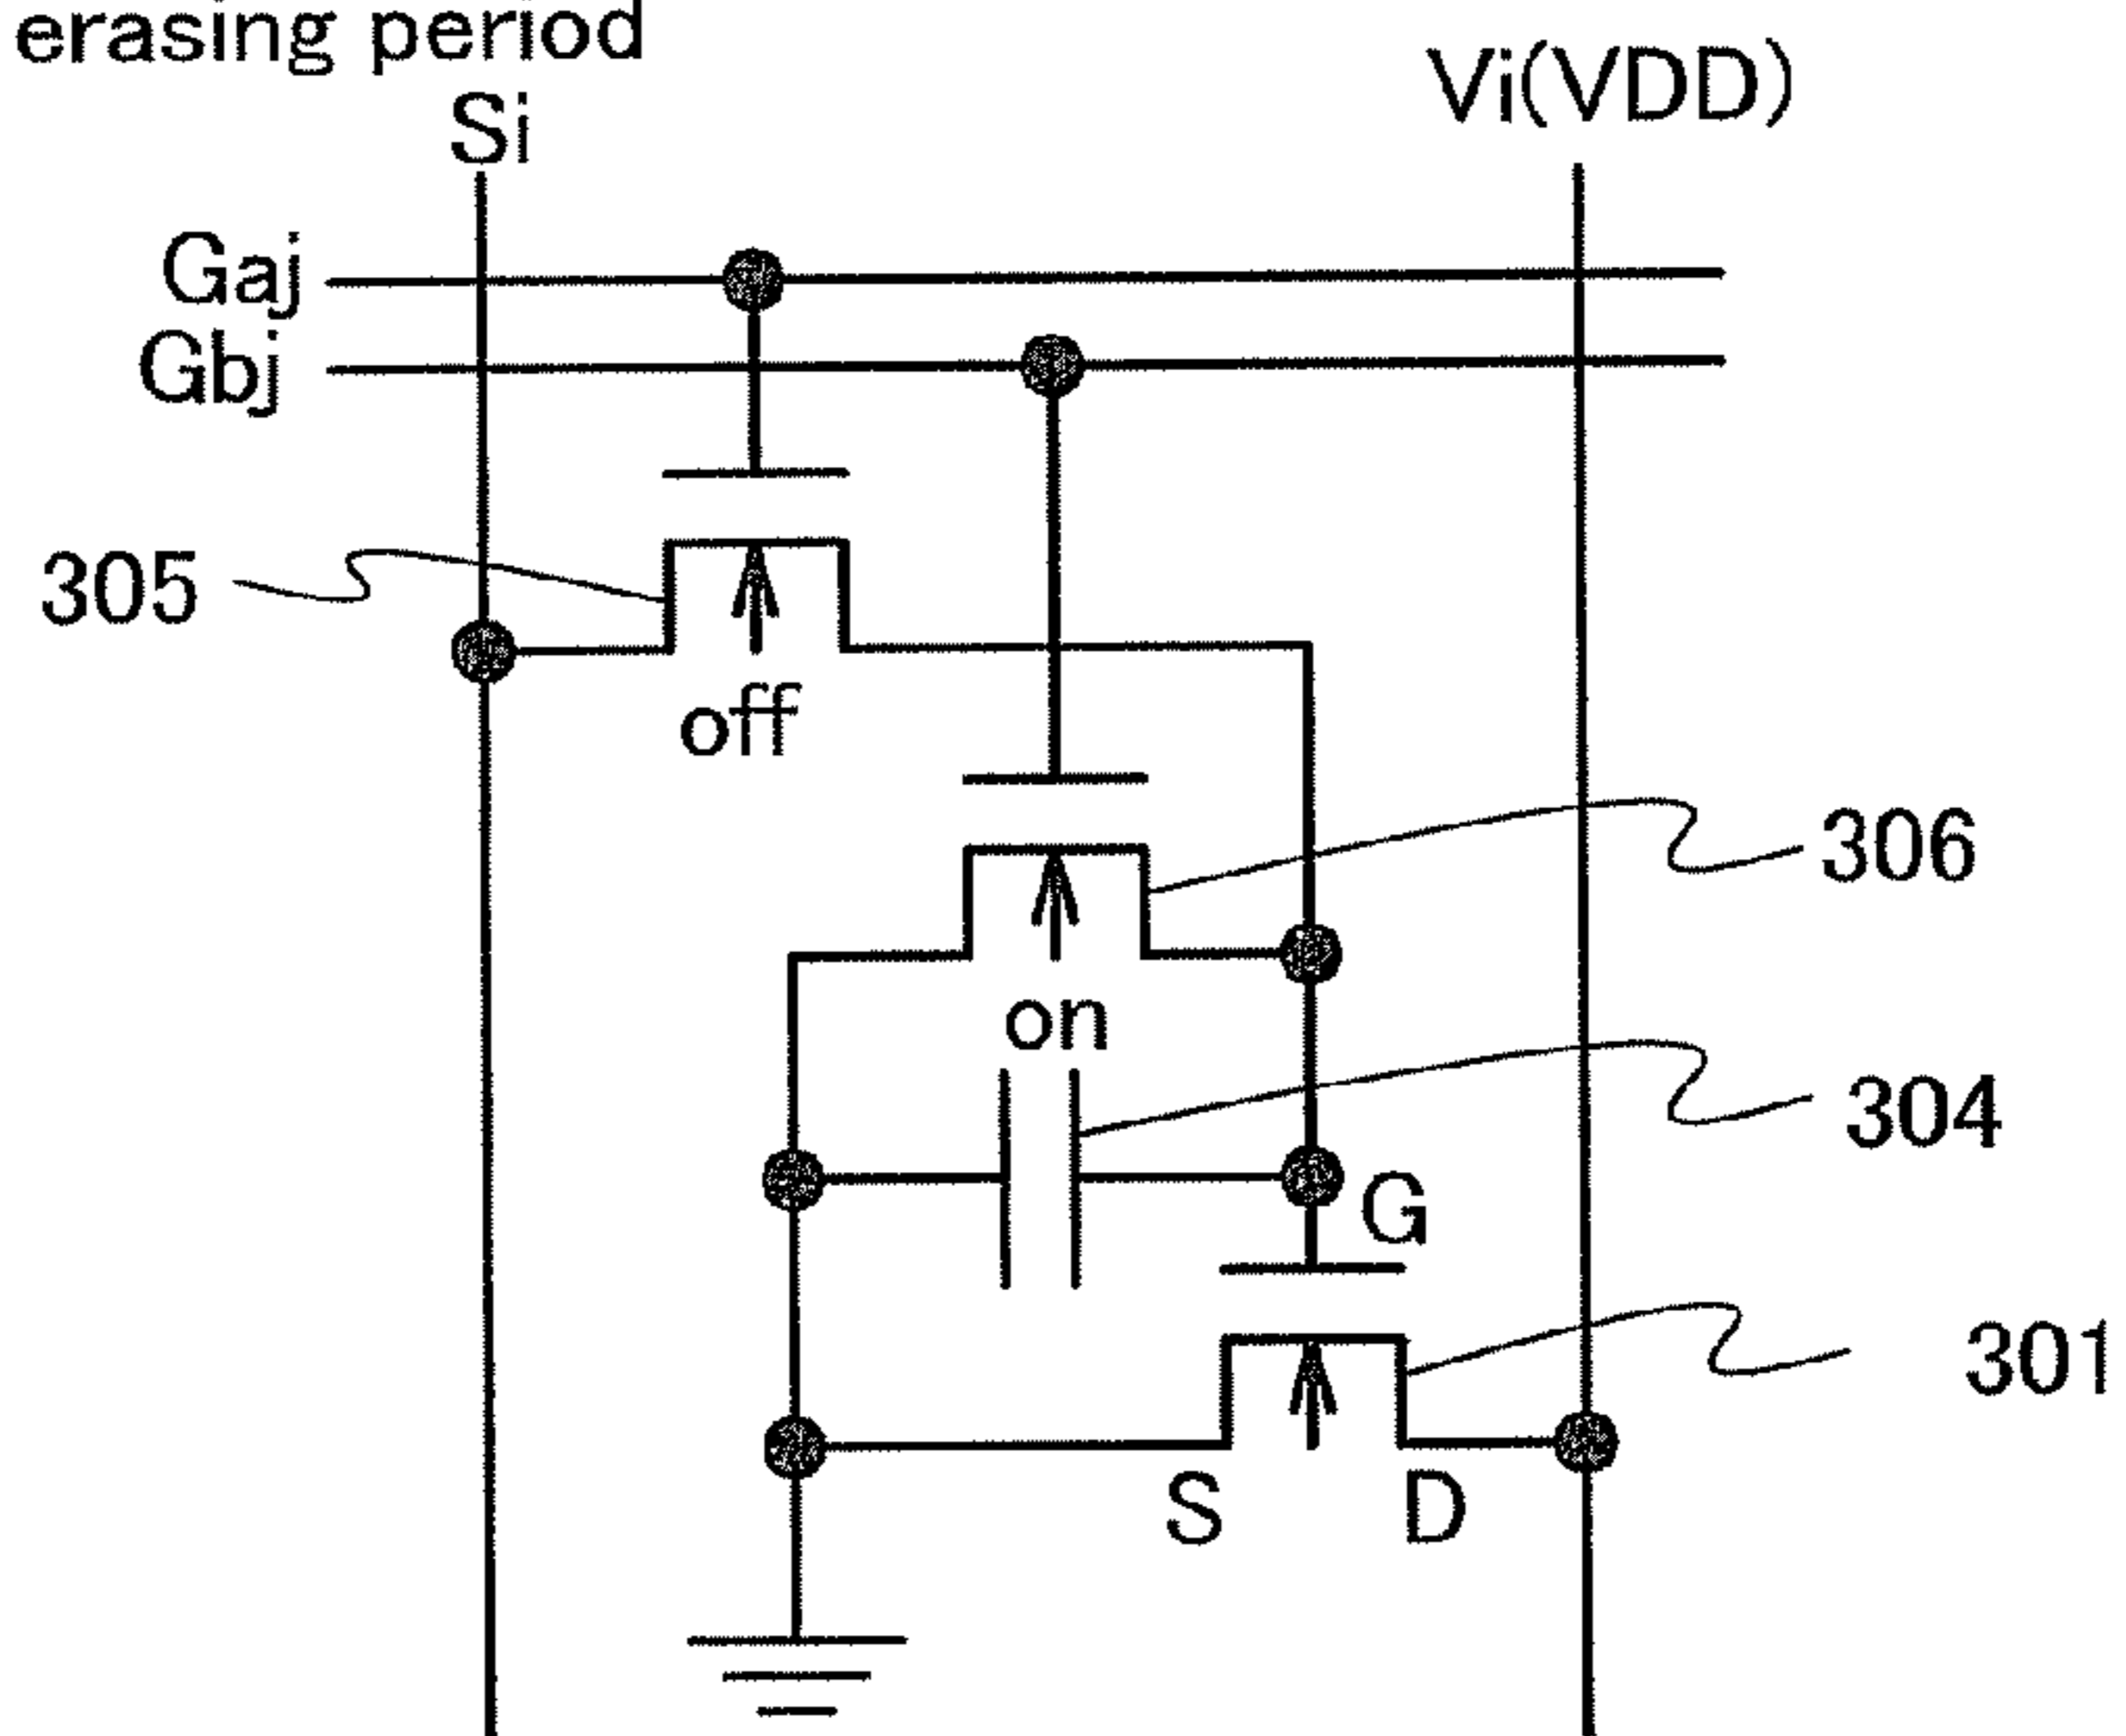 erasing period
Si
Vi(VDD)
Gaj
Gbj
305
off
306
on
304
G
301
S
D